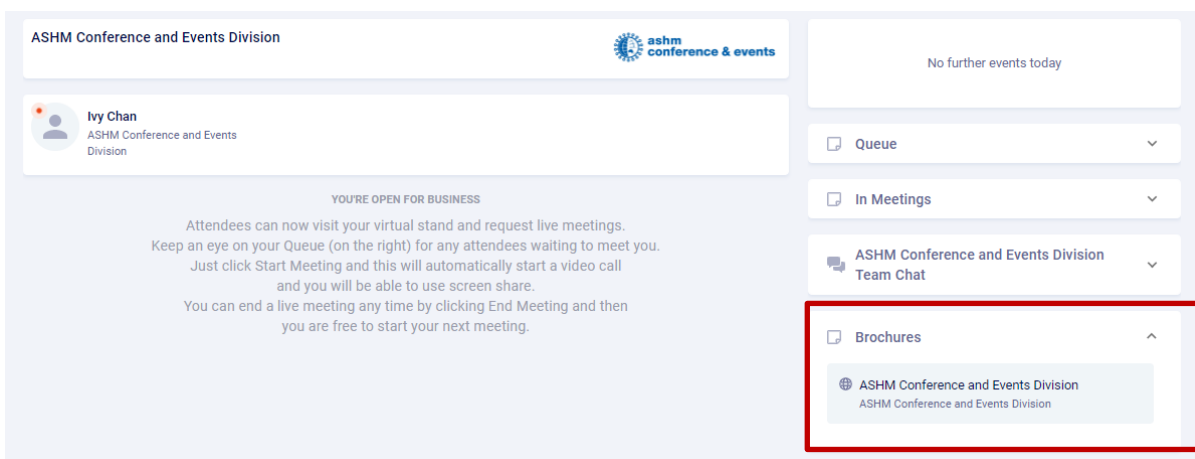 ASHM Conference and Events Division
ashm
conference & events
Ivy Chan
ASHM Conference and Events
Division
YOU'RE OPEN FOR BUSINESS
Attendees can now visit your virtual stand and request live meetings.
Keep an eye on your Queue (on the right) for any attendees waiting to meet you.
Just click Start Meeting and this will automatically start a video call
and you will be able to use screen share.
You can end a live meeting any time by clicking End Meeting and then
you are free to start your next meeting.
No further events today
Queue
In Meetings
ASHM Conference and Events Division
Team Chat
Brochures
ASHM Conference and Events Division
ASHM Conference and Events Division